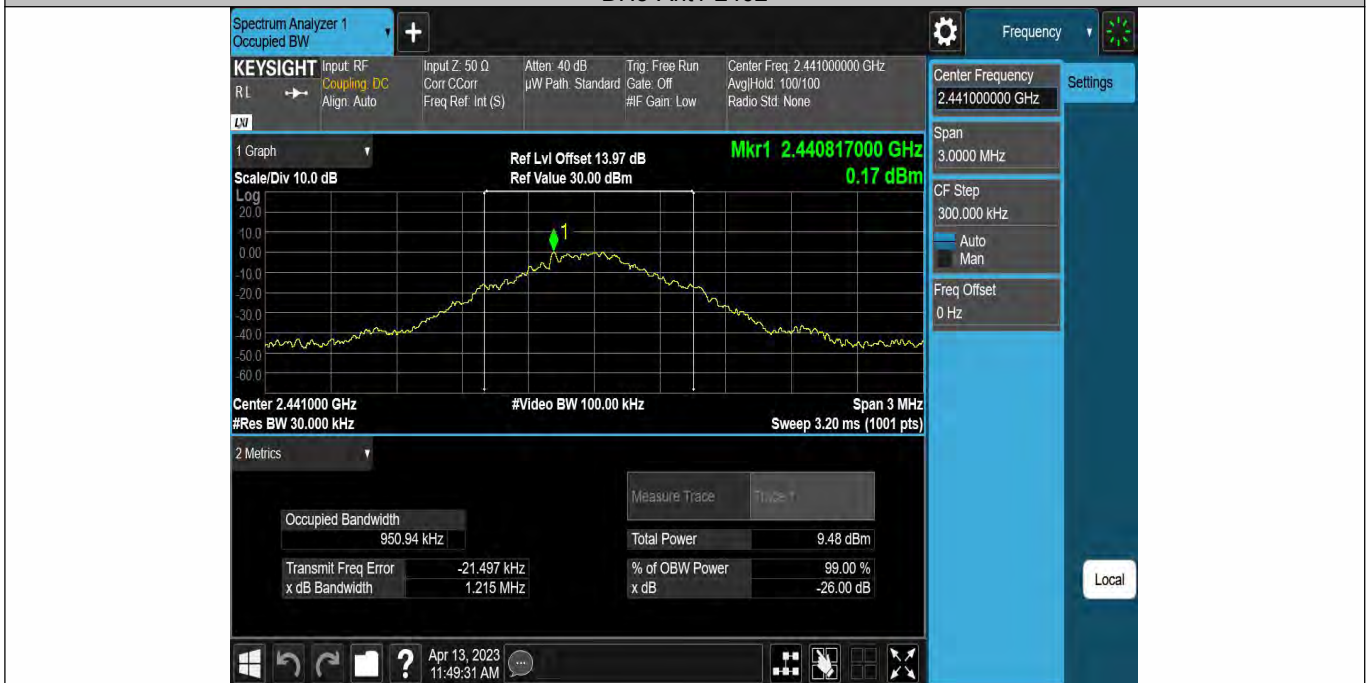 Spectrum Analyzer 1
Occupied BW
Frequency
KEYSIGHT
RL
LXI
Input: RF
Coupling: DC
Align: Auto
Input Z: 50 Ω
Corr CCorr
Freq Ref: Int (S)
Atten: 40 dB
µW Path: Standard
Trig: Free Run
Gate: Off
#IF Gain: Low
Center Freq: 2.441000000 GHz
Avg|Hold: 100/100
Radio Std: None
Center Frequency
2.441000000 GHz
Settings
Span
3.0000 MHz
CF Step
300.000 kHz
Auto
Man
Freq Offset
0 Hz
Local
1 Graph
Scale/Div 10.0 dB
Ref Lvl Offset 13.97 dB
Ref Value 30.00 dBm
Mkr1 2.440817000 GHz
0.17 dBm
Log
20.0
10.0
0.00
-10.0
-20.0
-30.0
-40.0
-50.0
-60.0
1
Center 2.441000 GHz
#Video BW 100.00 kHz
Span 3 MHz
#Res BW 30.000 kHz
Sweep 3.20 ms (1001 pts)
2 Metrics
Measure Trace
Trace 1
Occupied Bandwidth
950.94 kHz
Total Power 9.48 dBm
Transmit Freq Error -21.497 kHz
% of OBW Power 99.00 %
x dB Bandwidth 1.215 MHz
x dB -26.00 dB
?
Apr 13, 2023
11:49:31 AM